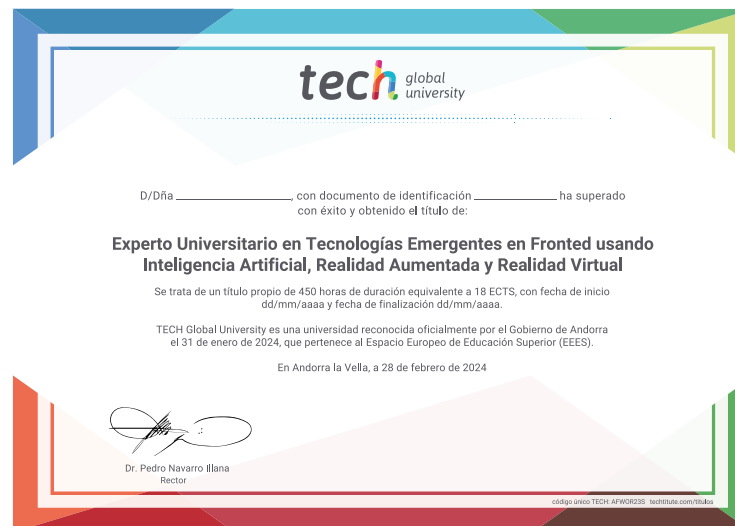 tech global university
D/Dña ____________, con documento de identificación ____________ ha superado
con éxito y obtenido el título de:
Experto Universitario en Tecnologías Emergentes en Fronted usando
Inteligencia Artificial, Realidad Aumentada y Realidad Virtual
Se trata de un título propio de 450 horas de duración equivalente a 18 ECTS, con fecha de inicio
dd/mm/aaaa y fecha de finalización dd/mm/aaaa.
TECH Global University es una universidad reconocida oficialmente por el Gobierno de Andorra
el 31 de enero de 2024, que pertenece al Espacio Europeo de Educación Superior (EEES).
En Andorra la Vella, a 28 de febrero de 2024
Dr. Pedro Navarro Illana
Rector
código único TECH: AFWOR23S techtitute.com/titulos